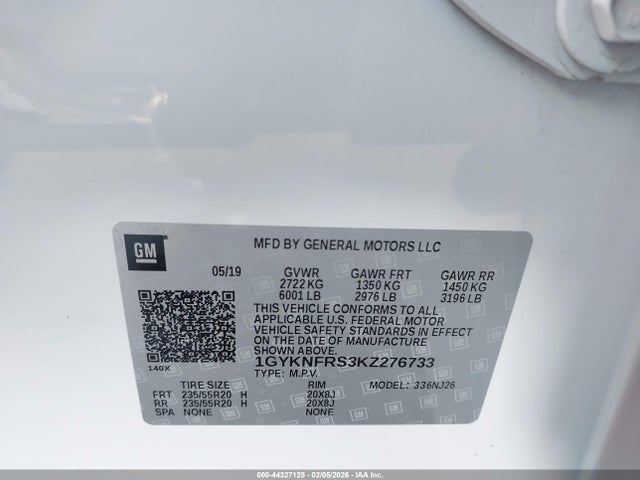 GM
MFD BY GENERAL MOTORS LLC
05/19 GVWR GAWR FRT GAWR RR
2722 KG 1350 KG 1450 KG
6001 LB 2976 LB 3196 LB
THIS VEHICLE CONFORMS TO ALL
APPLICABLE U.S. FEDERAL MOTOR
VEHICLE SAFETY STANDARDS IN EFFECT
ON THE DATE OF MANUFACTURE
SHOWN ABOVE.
140X
1GYKNFRS3KZ276733
TYPE: M.P.V. MODEL: 336NJ26
TIRE SIZE RIM
FRT 235/55R20 H 20X8J
RR 235/55R20 H 20X8J
SPA NONE NONE
000-44327125 - 02/05/2026 - IAA Inc.